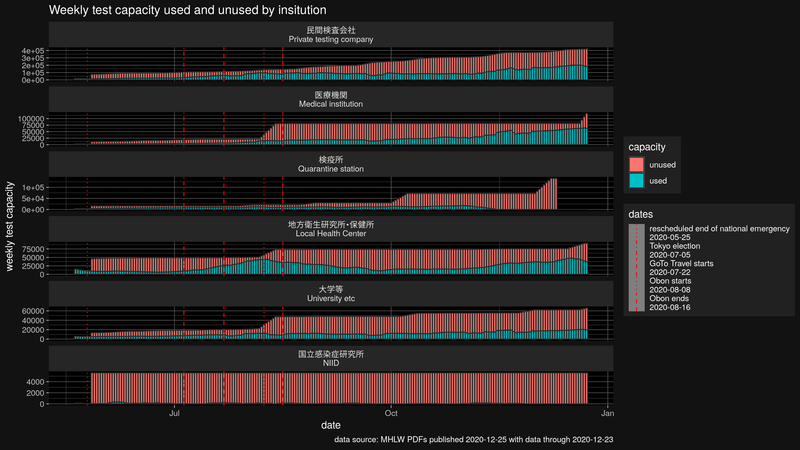 Weekly test capacity used and unused by insitution
民間検査会社
Private testing company
4e+05
3e+05
2e+05
1e+05
0e+00
医療機関
Medical institution
100000
75000
50000
25000
0
検疫所
Quarantine station
1e+05
5e+04
0e+00
地方衛生研究所・保健所
Local Health Center
75000
50000
25000
0
大学等
University etc
60000
40000
20000
0
国立感染症研究所
NIID
4000
2000
0
Jul
Oct
Jan
date
weekly test capacity
capacity
unused
used
dates
rescheduled end of national emergency
2020-05-25
Tokyo election
2020-07-05
GoTo Travel starts
2020-07-22
Obon starts
2020-08-08
Obon ends
2020-08-16
data source: MHLW PDFs published 2020-12-25 with data through 2020-12-23